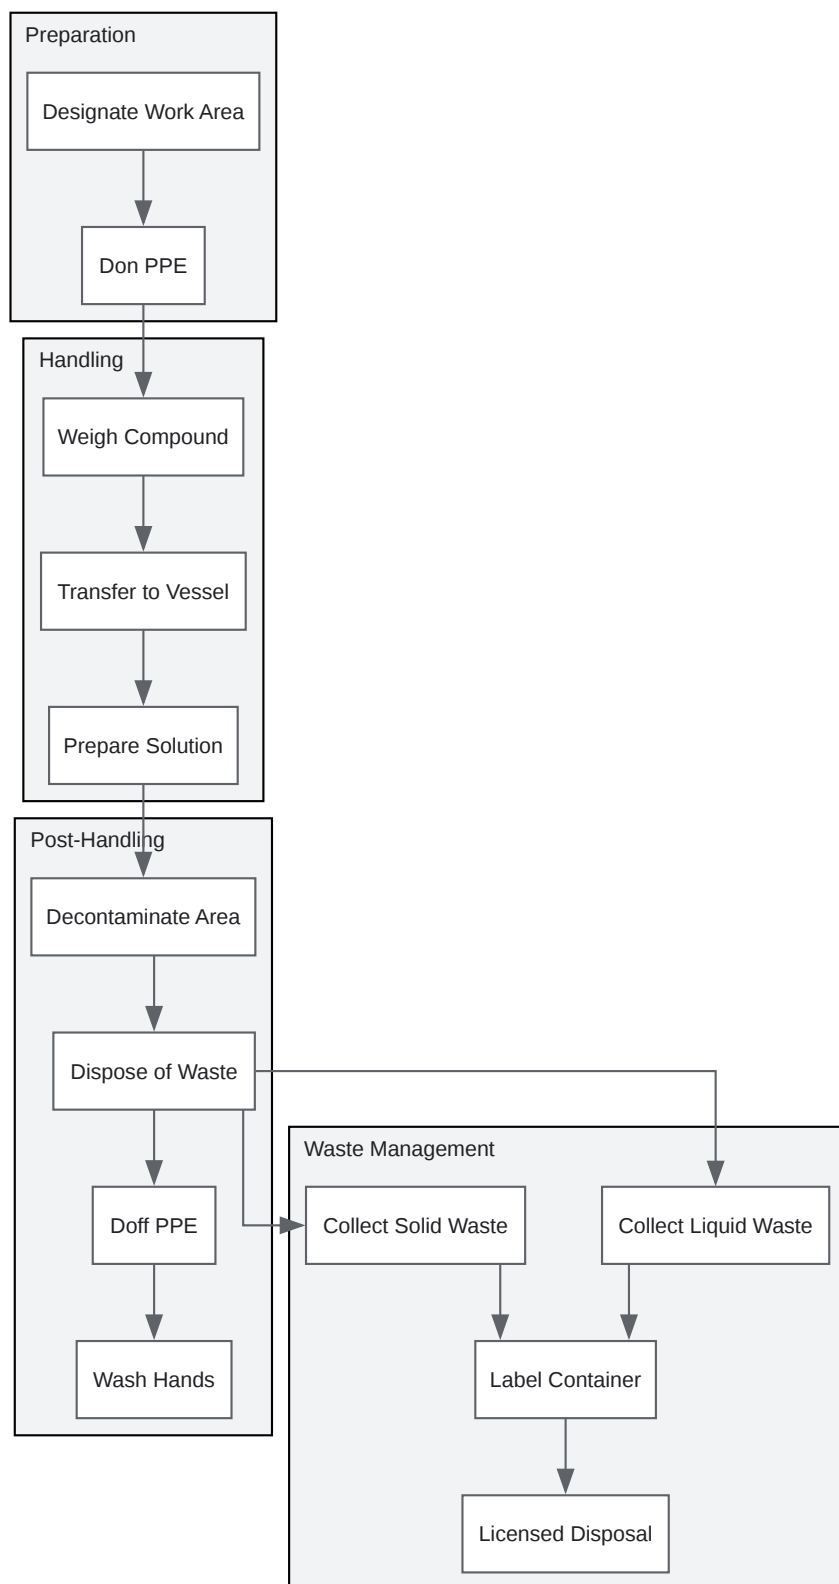 Preparation
Designate Work Area
Don PPE
Handling
Weigh Compound
Transfer to Vessel
Prepare Solution
Post-Handling
Decontaminate Area
Dispose of Waste
Waste Management
Doff PPE
Collect Solid Waste
Collect Liquid Waste
Wash Hands
Label Container
Licensed Disposal